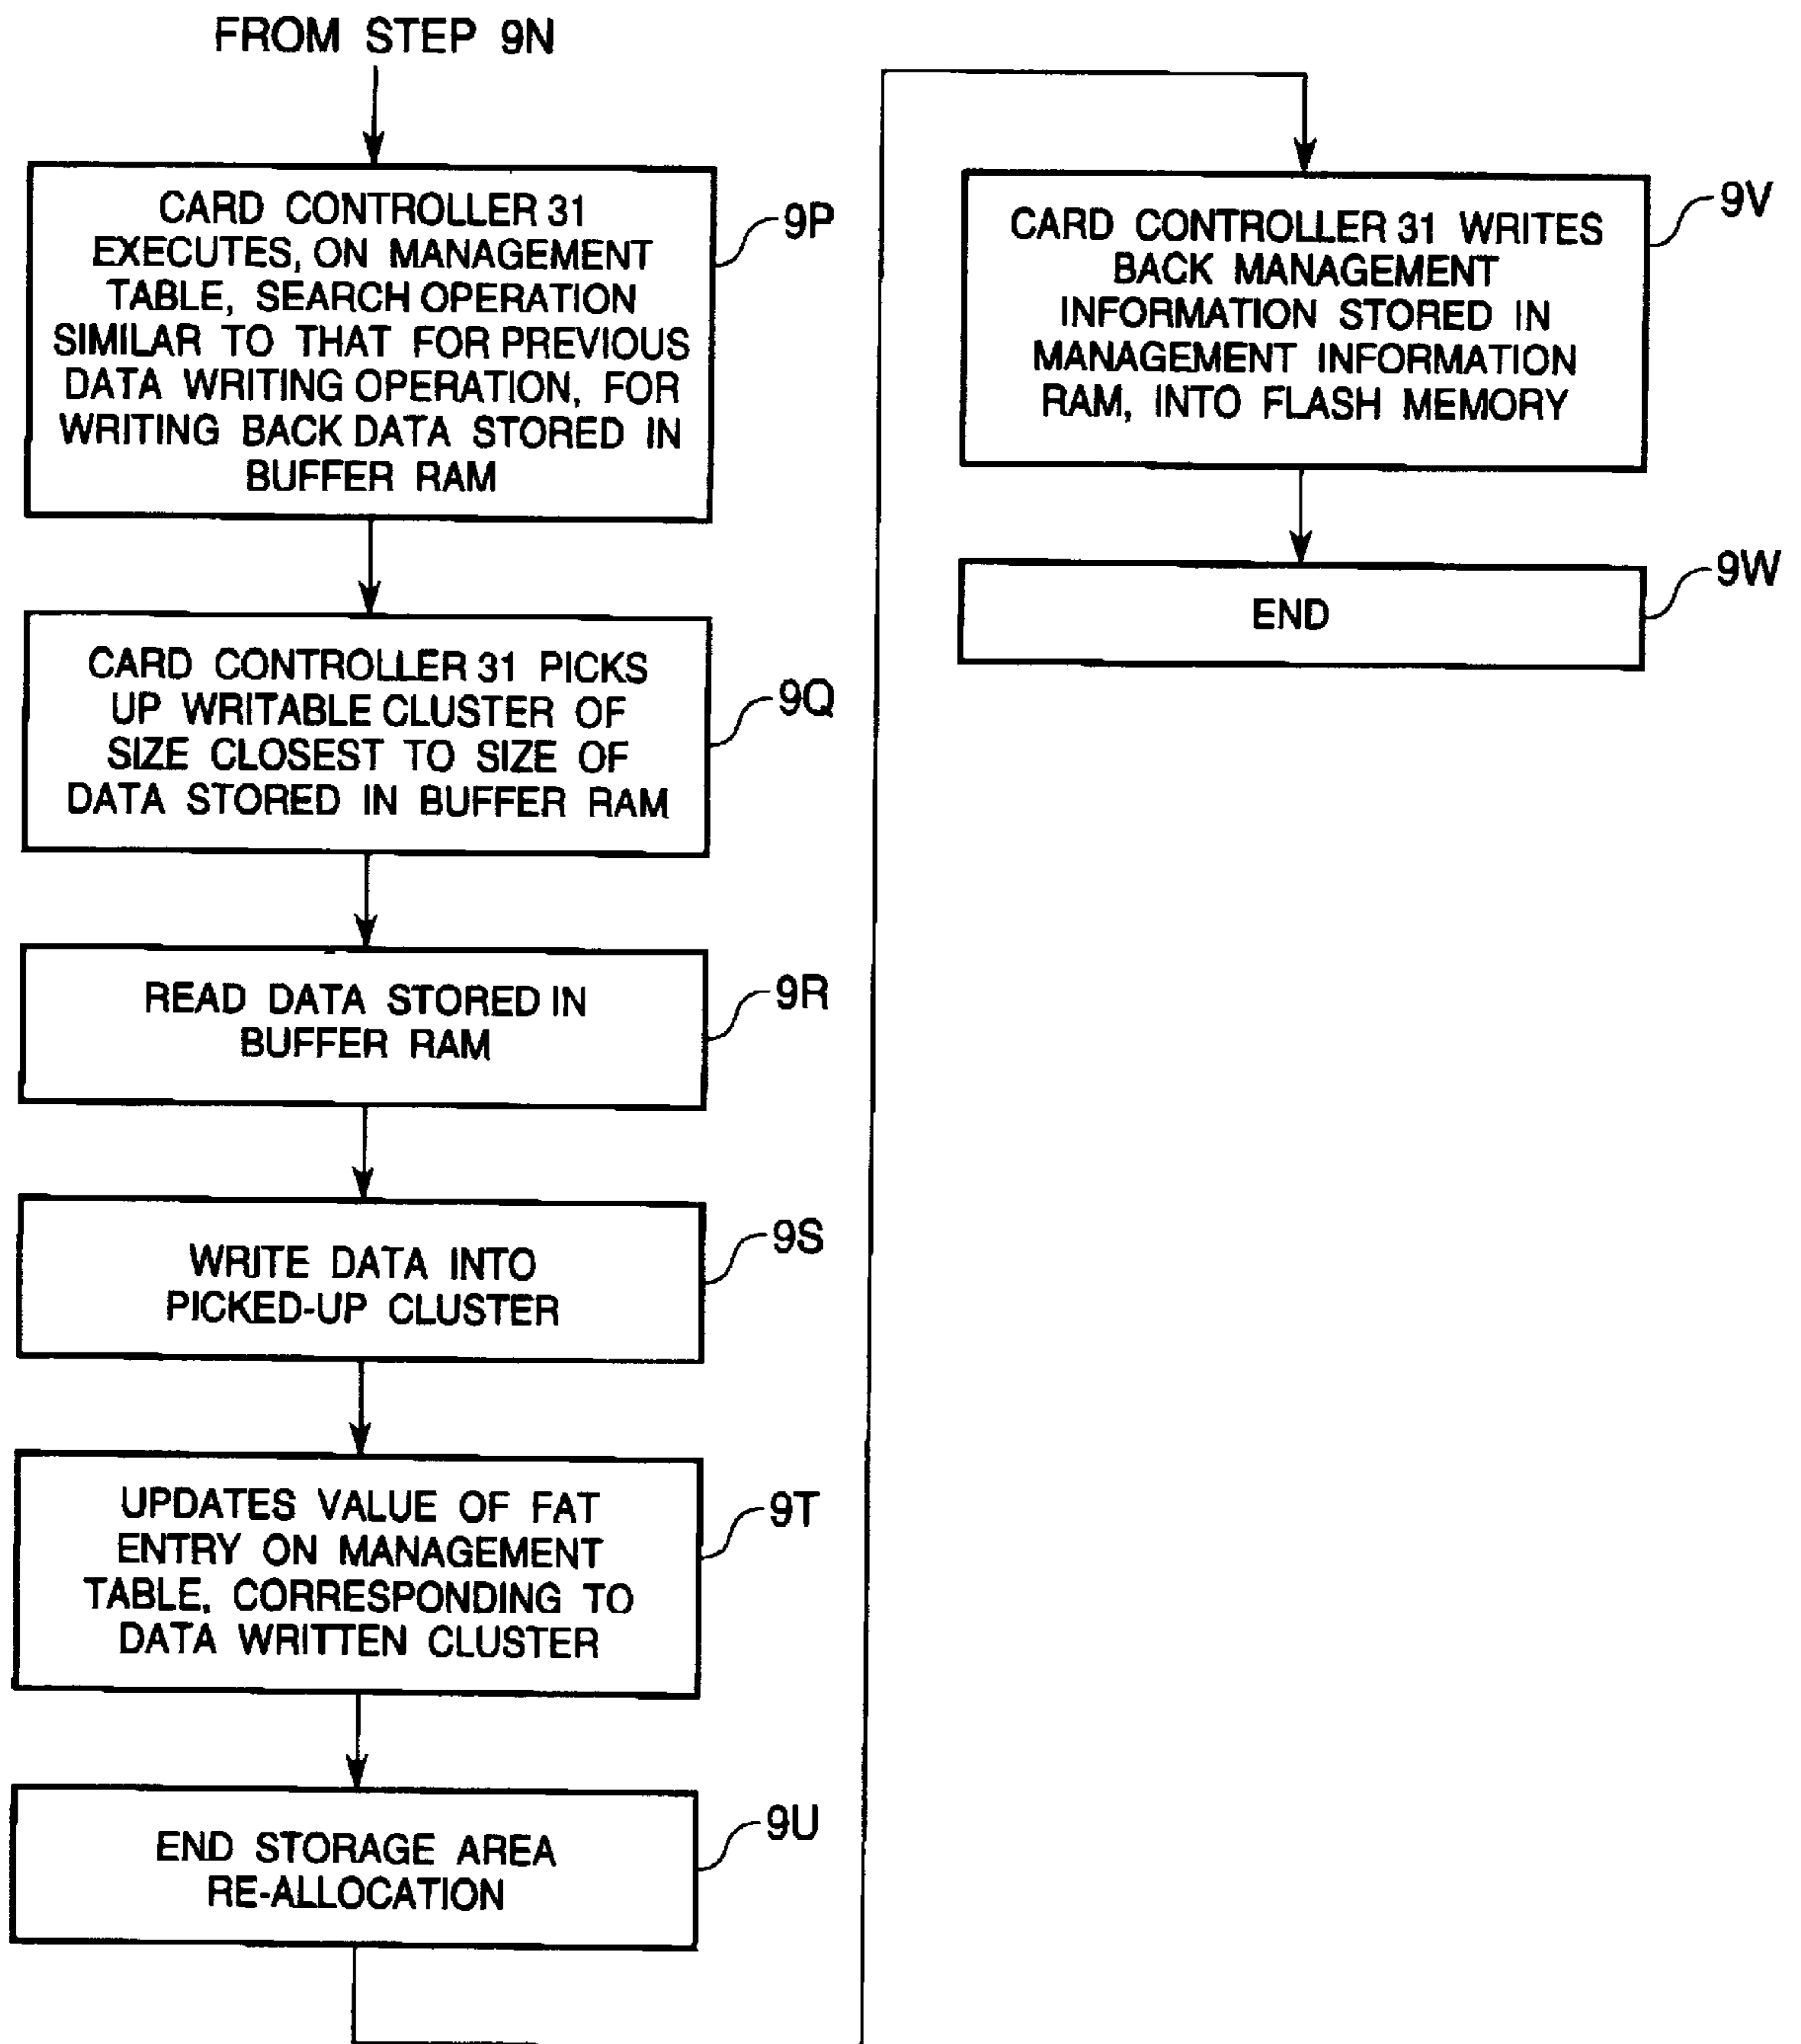 FROM STEP 9N
CARD CONTROLLER 31
EXECUTES, ON MANAGEMENT
TABLE, SEARCH OPERATION
SIMILAR TO THAT FOR PREVIOUS
DATA WRITING OPERATION, FOR
WRITING BACK DATA STORED IN
BUFFER RAM
9P
CARD CONTROLLER 31 PICKS
UP WRITABLE CLUSTER OF
SIZE CLOSEST TO SIZE OF
DATA STORED IN BUFFER RAM
9Q
READ DATA STORED IN
BUFFER RAM
9R
WRITE DATA INTO
PICKED-UP CLUSTER
9S
UPDATES VALUE OF FAT
ENTRY ON MANAGEMENT
TABLE, CORRESPONDING TO
DATA WRITTEN CLUSTER
9T
END STORAGE AREA
RE-ALLOCATION
9U
CARD CONTROLLER 31 WRITES
BACK MANAGEMENT
INFORMATION STORED IN
MANAGEMENT INFORMATION
RAM, INTO FLASH MEMORY
9V
END
9W